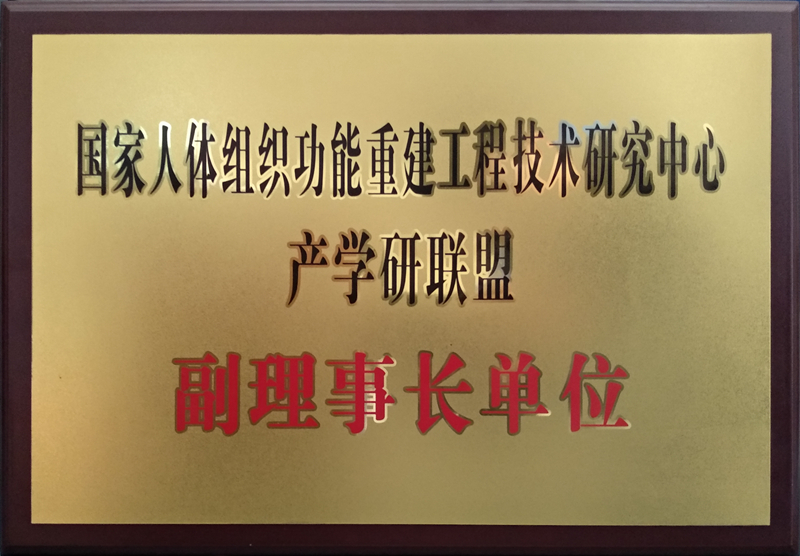 国家人体组织功能重建工程技术研究中心
产学研联盟
副理事长单位